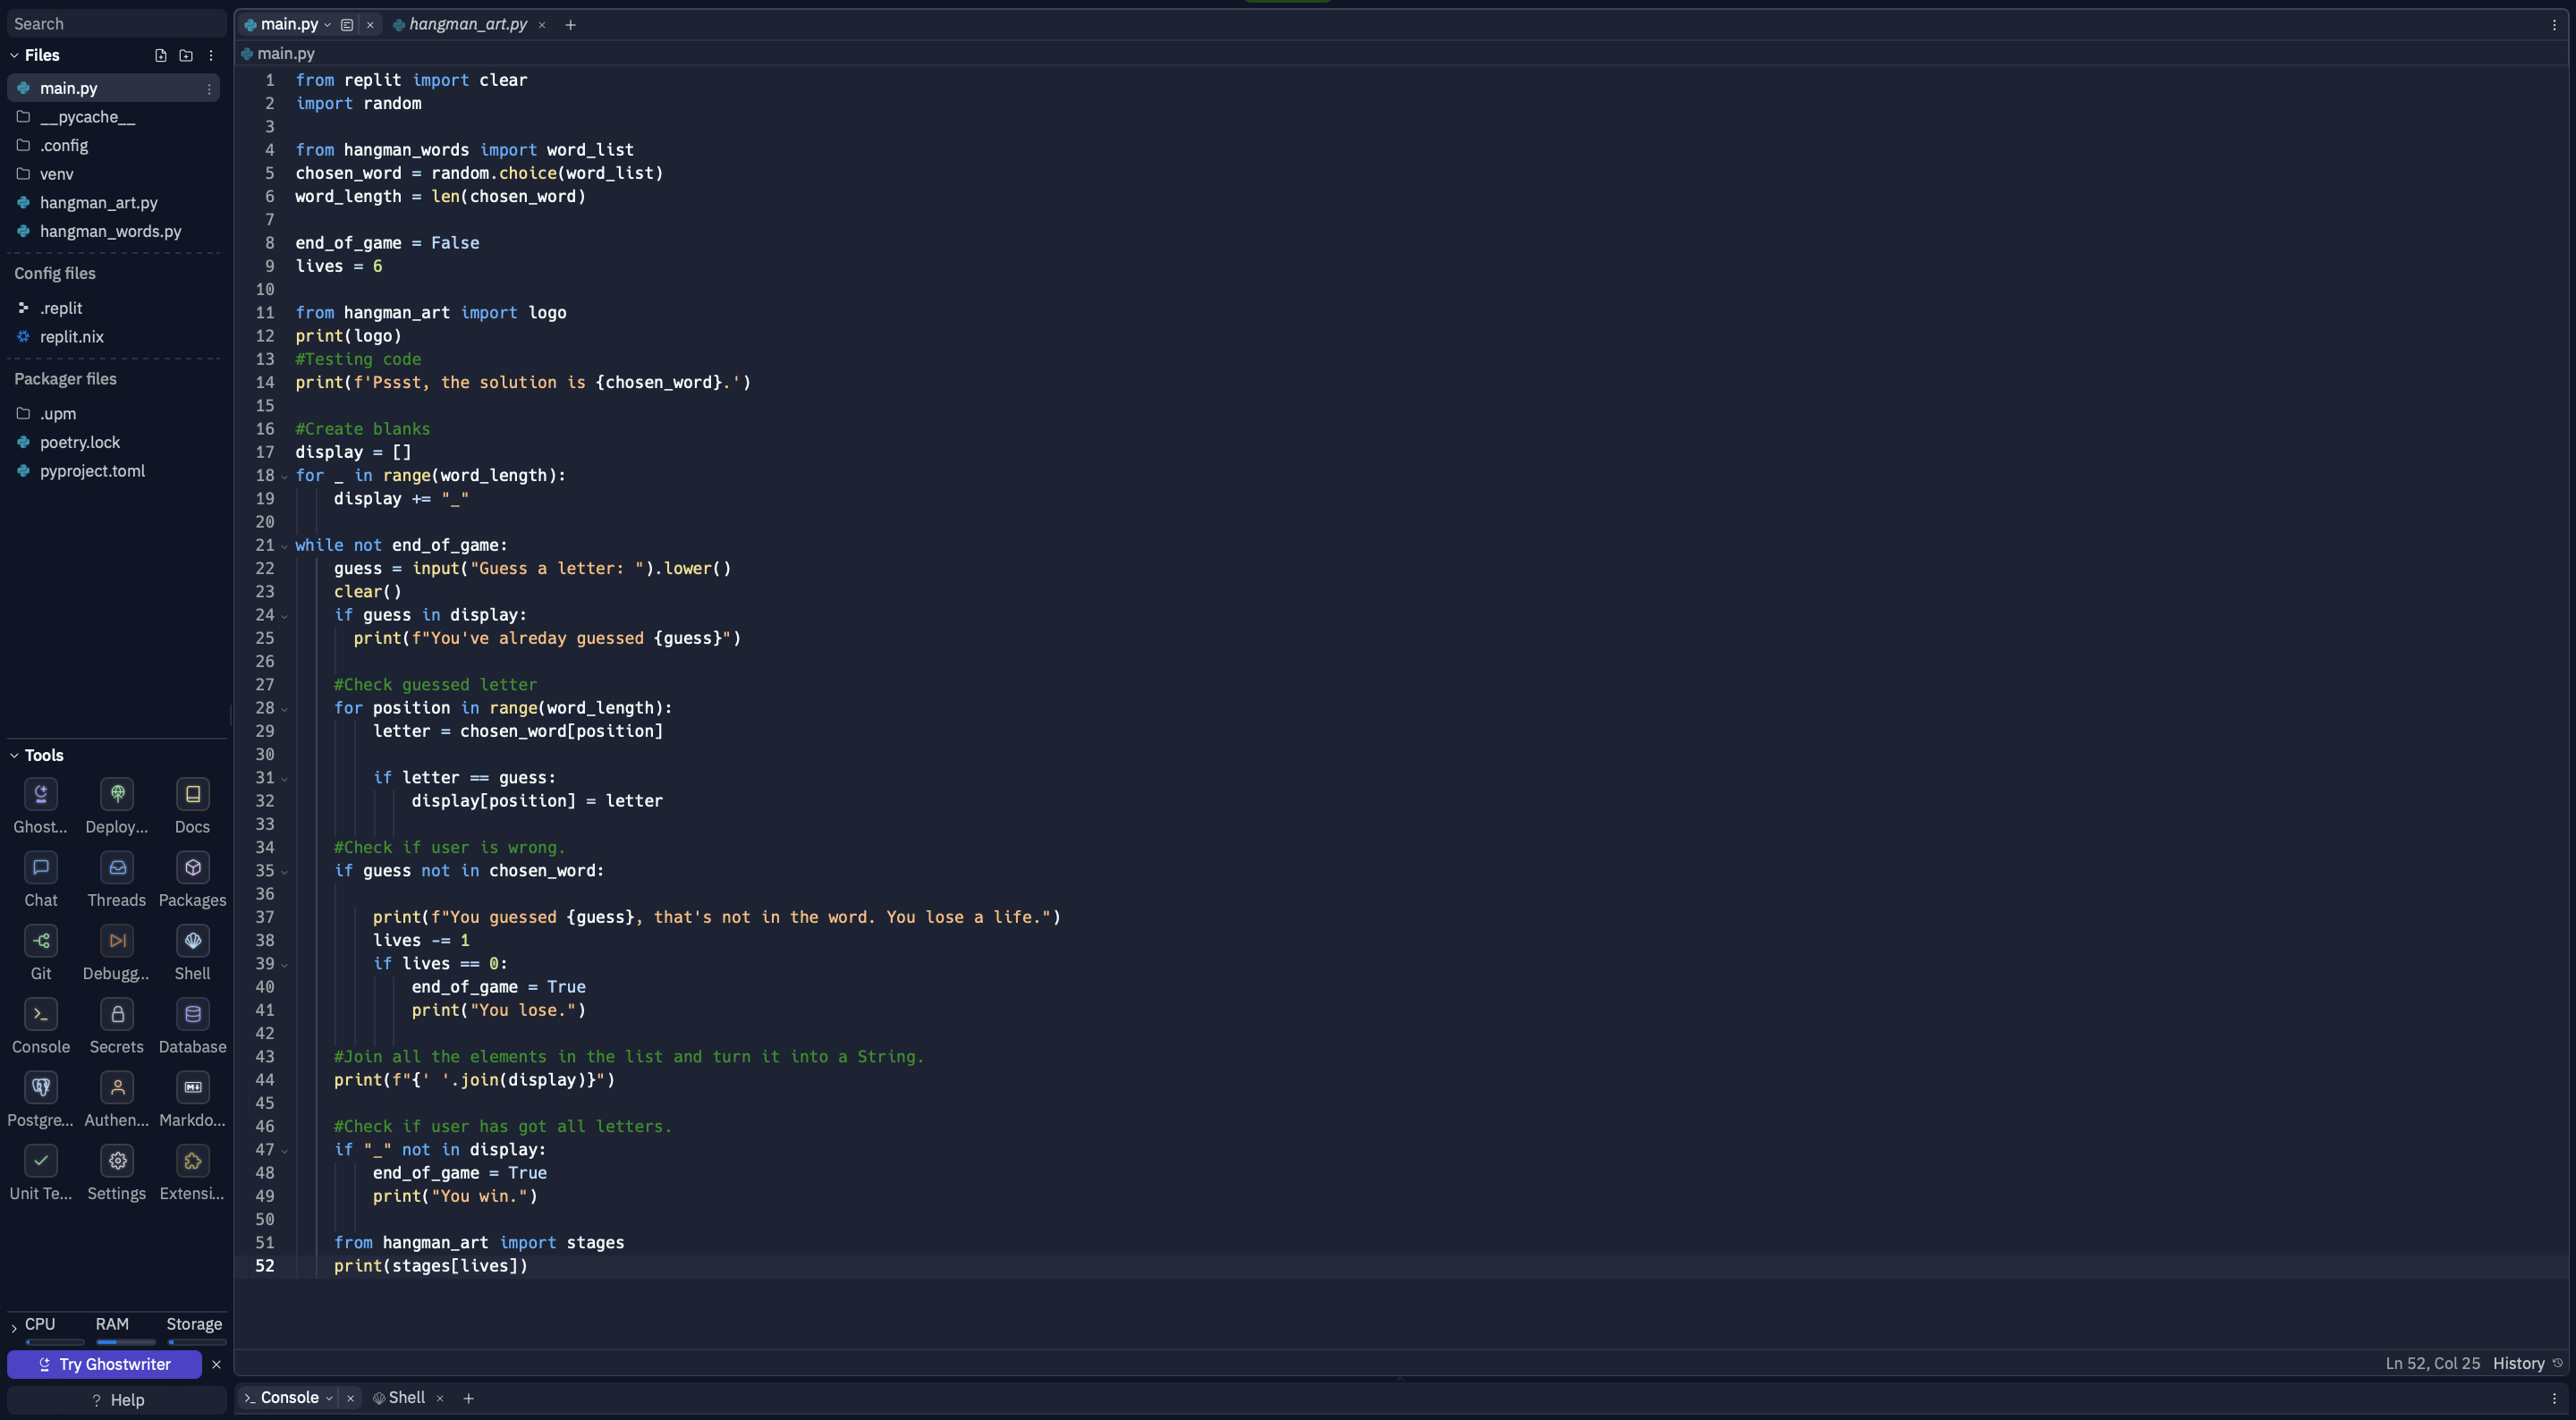 Search
Files
main.py
__pycache__
.config
venv
hangman_art.py
hangman_words.py
Config files
.replit
replit.nix
Packager files
.upm
poetry.lock
pyproject.toml
Tools
Ghost... Deploy... Docs
Chat Threads Packages
Git Debugg... Shell
Console Secrets Database
Postgre... Authen... Markdo...
Unit Te... Settings Extensi...
CPU RAM Storage
Try Ghostwriter
? Help
main.py hangman_art.py
main.py
1 from replit import clear
2 import random
3
4 from hangman_words import word_list
5 chosen_word = random.choice(word_list)
6 word_length = len(chosen_word)
7
8 end_of_game = False
9 lives = 6
10
11 from hangman_art import logo
12 print(logo)
13 #Testing code
14 print(f'Pssst, the solution is {chosen_word}.')
15
16 #Create blanks
17 display = []
18 for _ in range(word_length):
19     display += "_"
20
21 while not end_of_game:
22     guess = input("Guess a letter: ").lower()
23     clear()
24     if guess in display:
25       print(f"You've alreday guessed {guess}")
26
27     #Check guessed letter
28     for position in range(word_length):
29         letter = chosen_word[position]
30
31         if letter == guess:
32             display[position] = letter
33
34     #Check if user is wrong.
35     if guess not in chosen_word:
36
37         print(f"You guessed {guess}, that's not in the word. You lose a life.")
38         lives -= 1
39         if lives == 0:
40             end_of_game = True
41             print("You lose.")
42
43     #Join all the elements in the list and turn it into a String.
44     print(f"{' '.join(display)}")
45
46     #Check if user has got all letters.
47     if "_" not in display:
48         end_of_game = True
49         print("You win.")
50
51     from hangman_art import stages
52     print(stages[lives])
Ln 52, Col 25 History
Console Shell